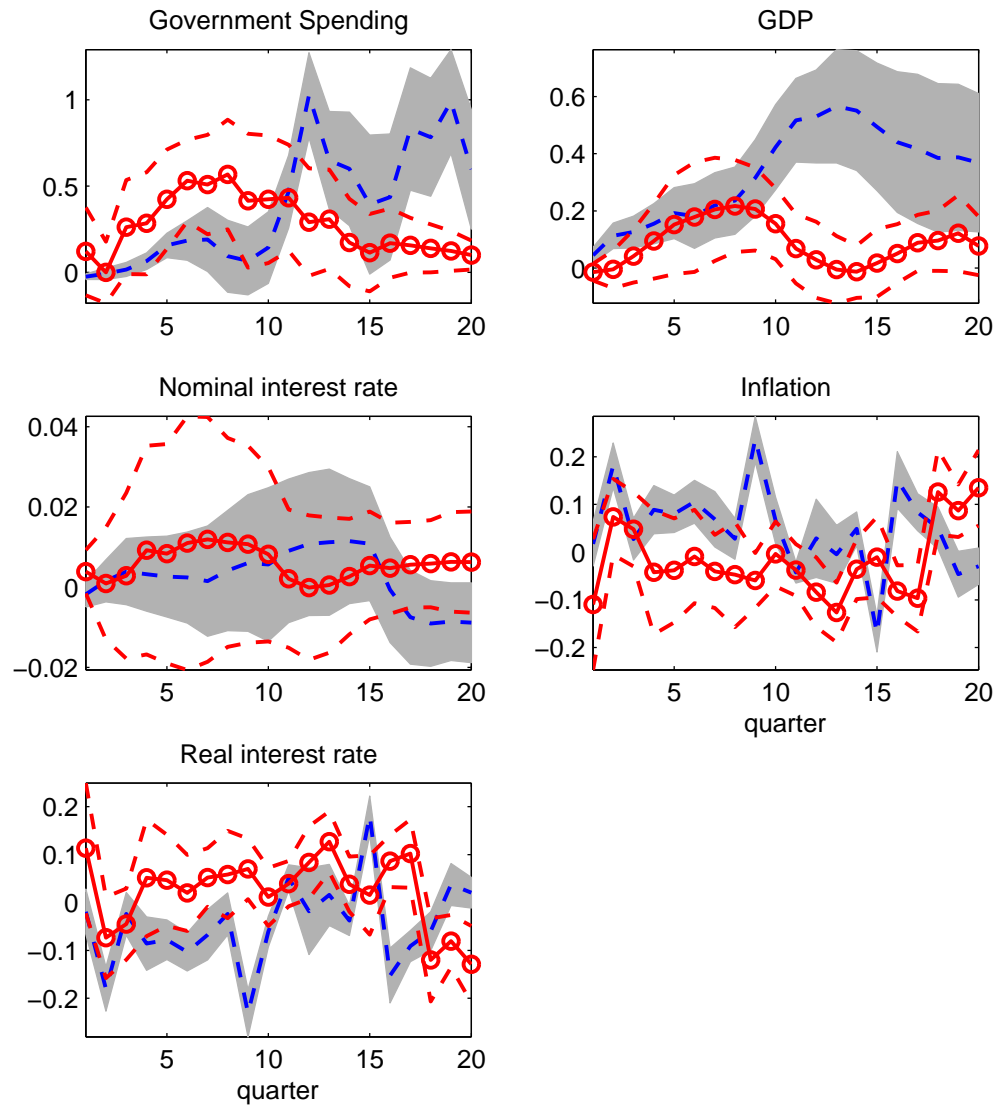 Government Spending
1
0.5
0
5 10 15 20
GDP
0.6
0.4
0.2
0
5 10 15 20
Nominal interest rate
0.04
0.02
0
−0.02
5 10 15 20
Inflation
0.2
0.1
0
−0.1
−0.2
5 10 15 20
quarter
Real interest rate
0.2
0.1
0
−0.1
−0.2
5 10 15 20
quarter